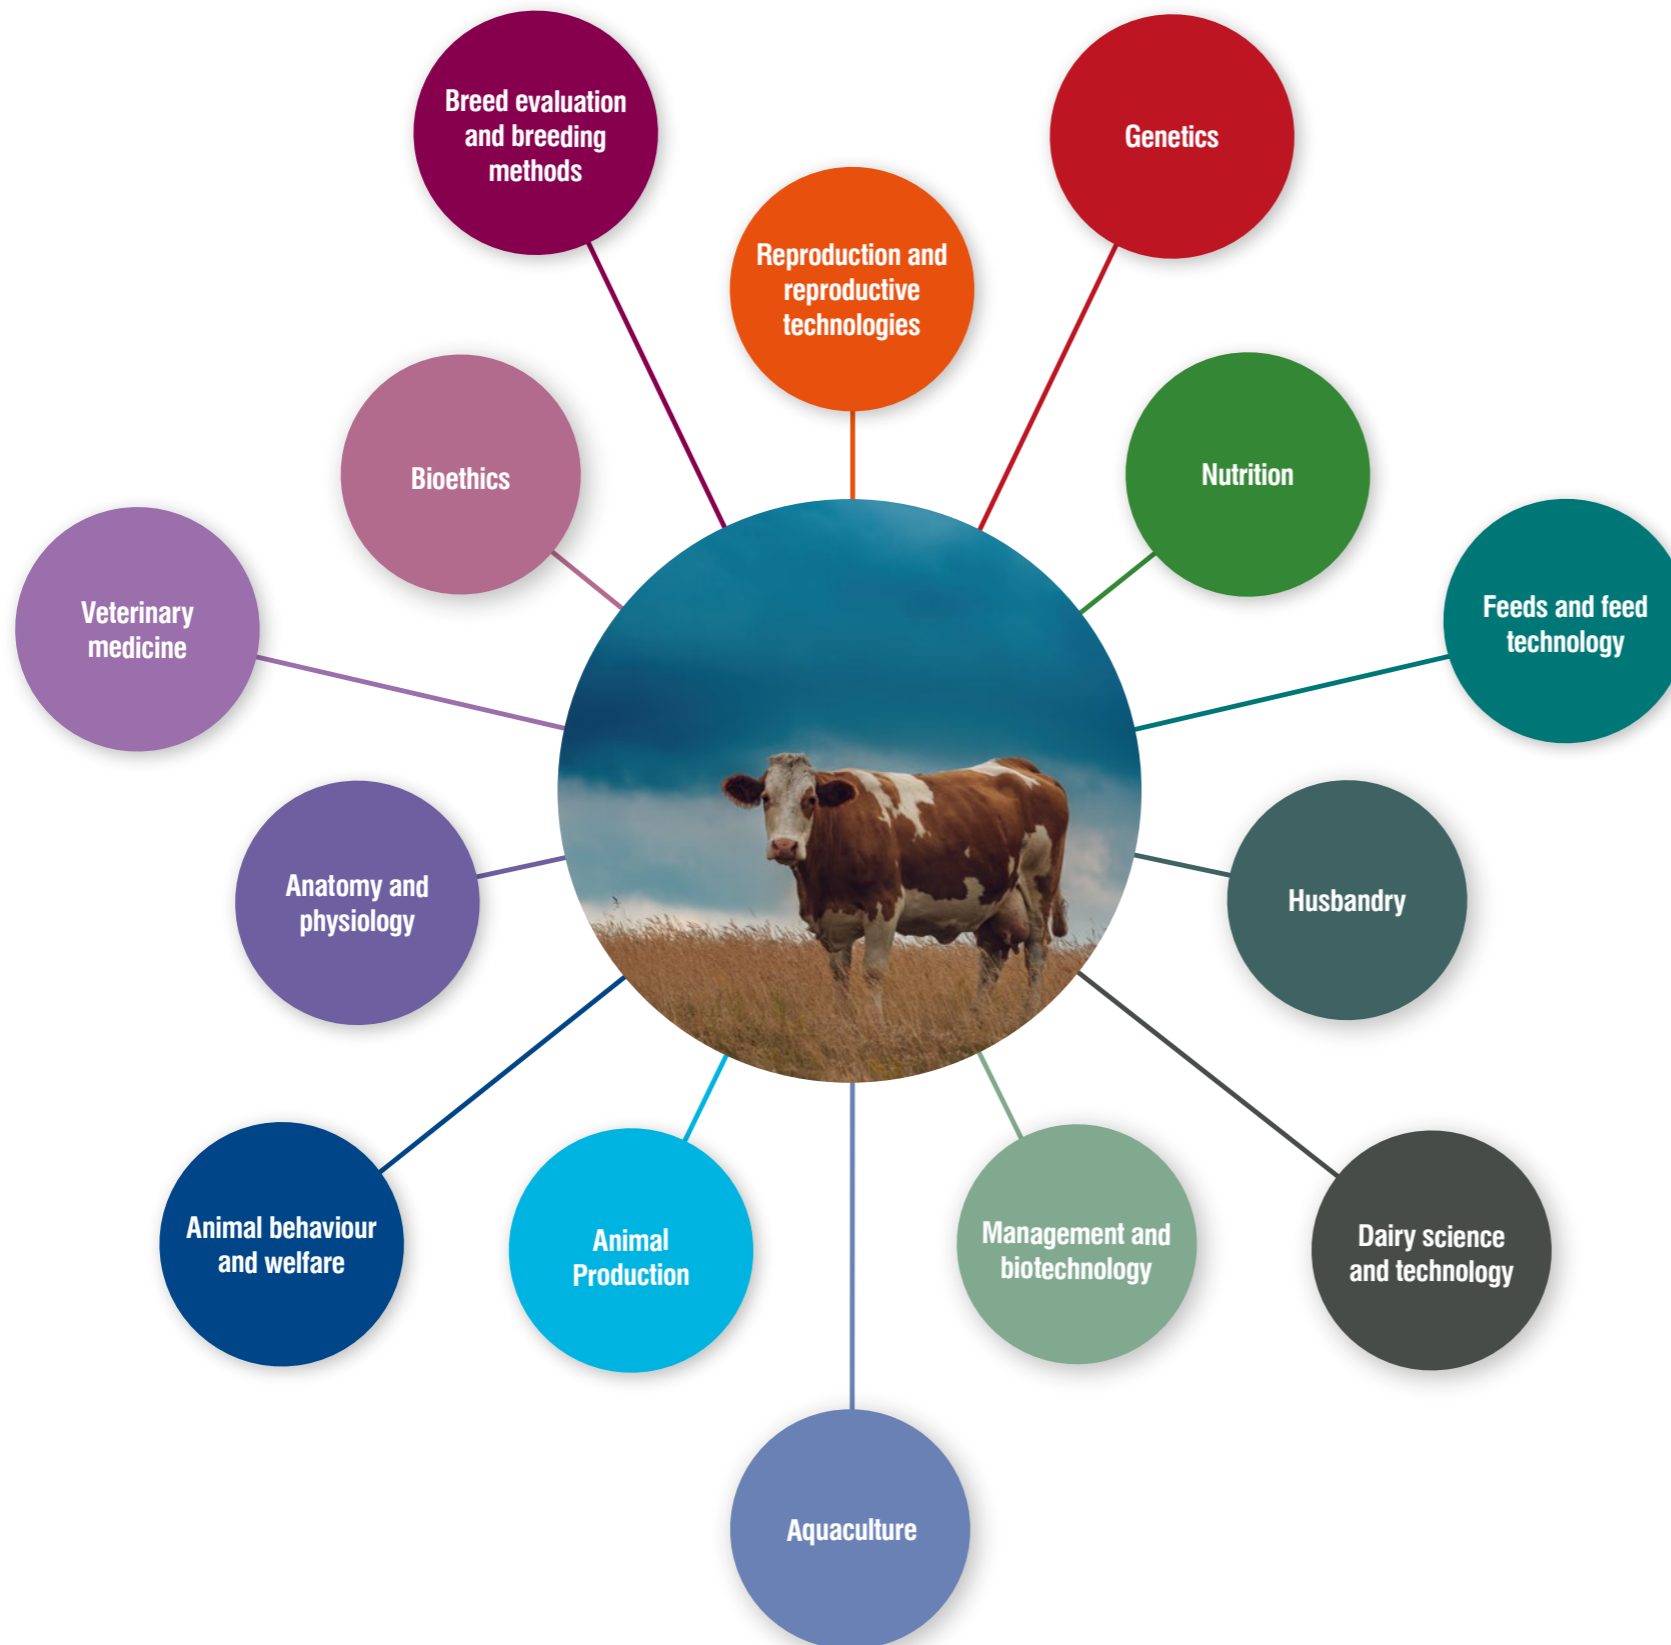 Breed evaluation
and breeding
methods
Genetics
Reproduction and
reproductive
technologies
Bioethics
Nutrition
Veterinary
medicine
Feeds and feed
technology
Anatomy and
physiology
Husbandry
Animal behaviour
and welfare
Animal
Production
Management and
biotechnology
Dairy science
and technology
Aquaculture